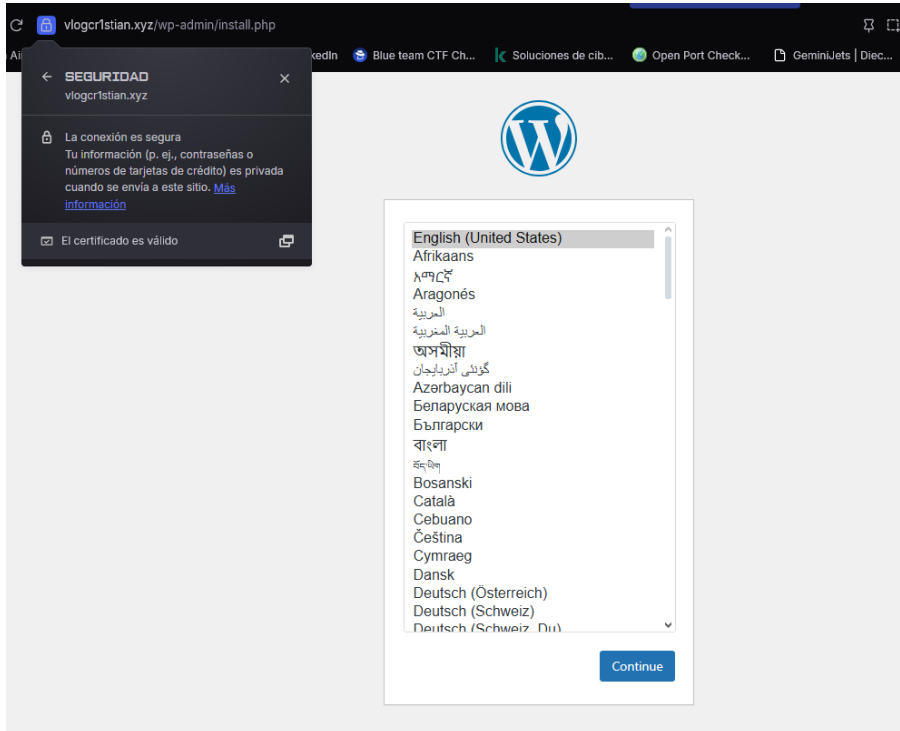 vlogcr1stian.xyz/wp-admin/install.php
kedIn
Blue team CTF Ch...
Soluciones de cib...
Open Port Check...
GeminiJets | Diec...
SEGURIDAD
vlogcr1stian.xyz
La conexión es segura
Tu información (p. ej., contraseñas o
números de tarjetas de crédito) es privada
cuando se envía a este sitio. Más
información
El certificado es válido
English (United States)
Afrikaans
አማርኛ
Aragonés
العربية
العربية المغربية
অসমীয়া
گؤنئی آذربایجان
Azərbaycan dili
Беларуская мова
Български
বাংলা
བོད་ཡིག
Bosanski
Català
Cebuano
Čeština
Cymraeg
Dansk
Deutsch (Österreich)
Deutsch (Schweiz)
Deutsch (Schweiz, Du)
Continue